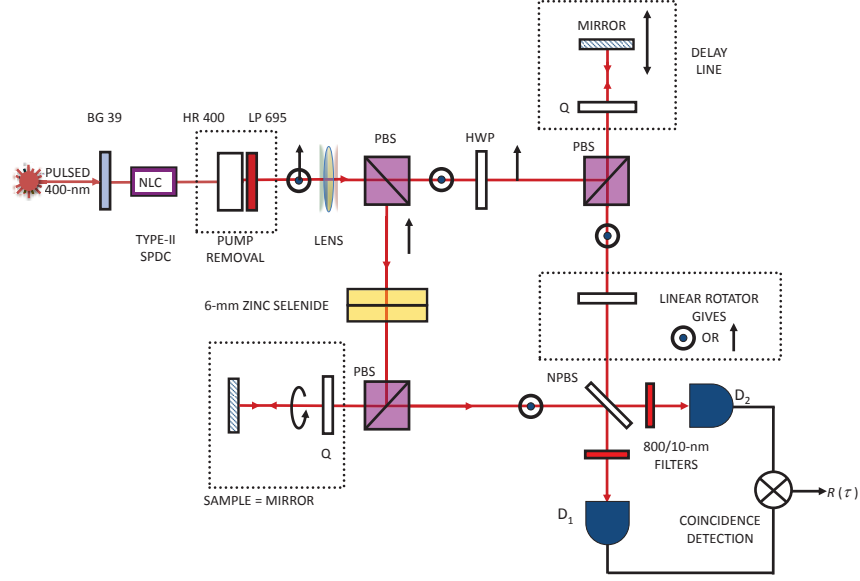 MIRROR
DELAY
LINE
Q
BG 39
HR 400
LP 695
PBS
HWP
PBS
PULSED
400-nm
NLC
TYPE-II
SPDC
PUMP
REMOVAL
LENS
6-mm ZINC SELENIDE
LINEAR ROTATOR
GIVES
OR
PBS
NPBS
D2
Q
800/10-nm
FILTERS
SAMPLE = MIRROR
D1
R (τ)
COINCIDENCE
DETECTION